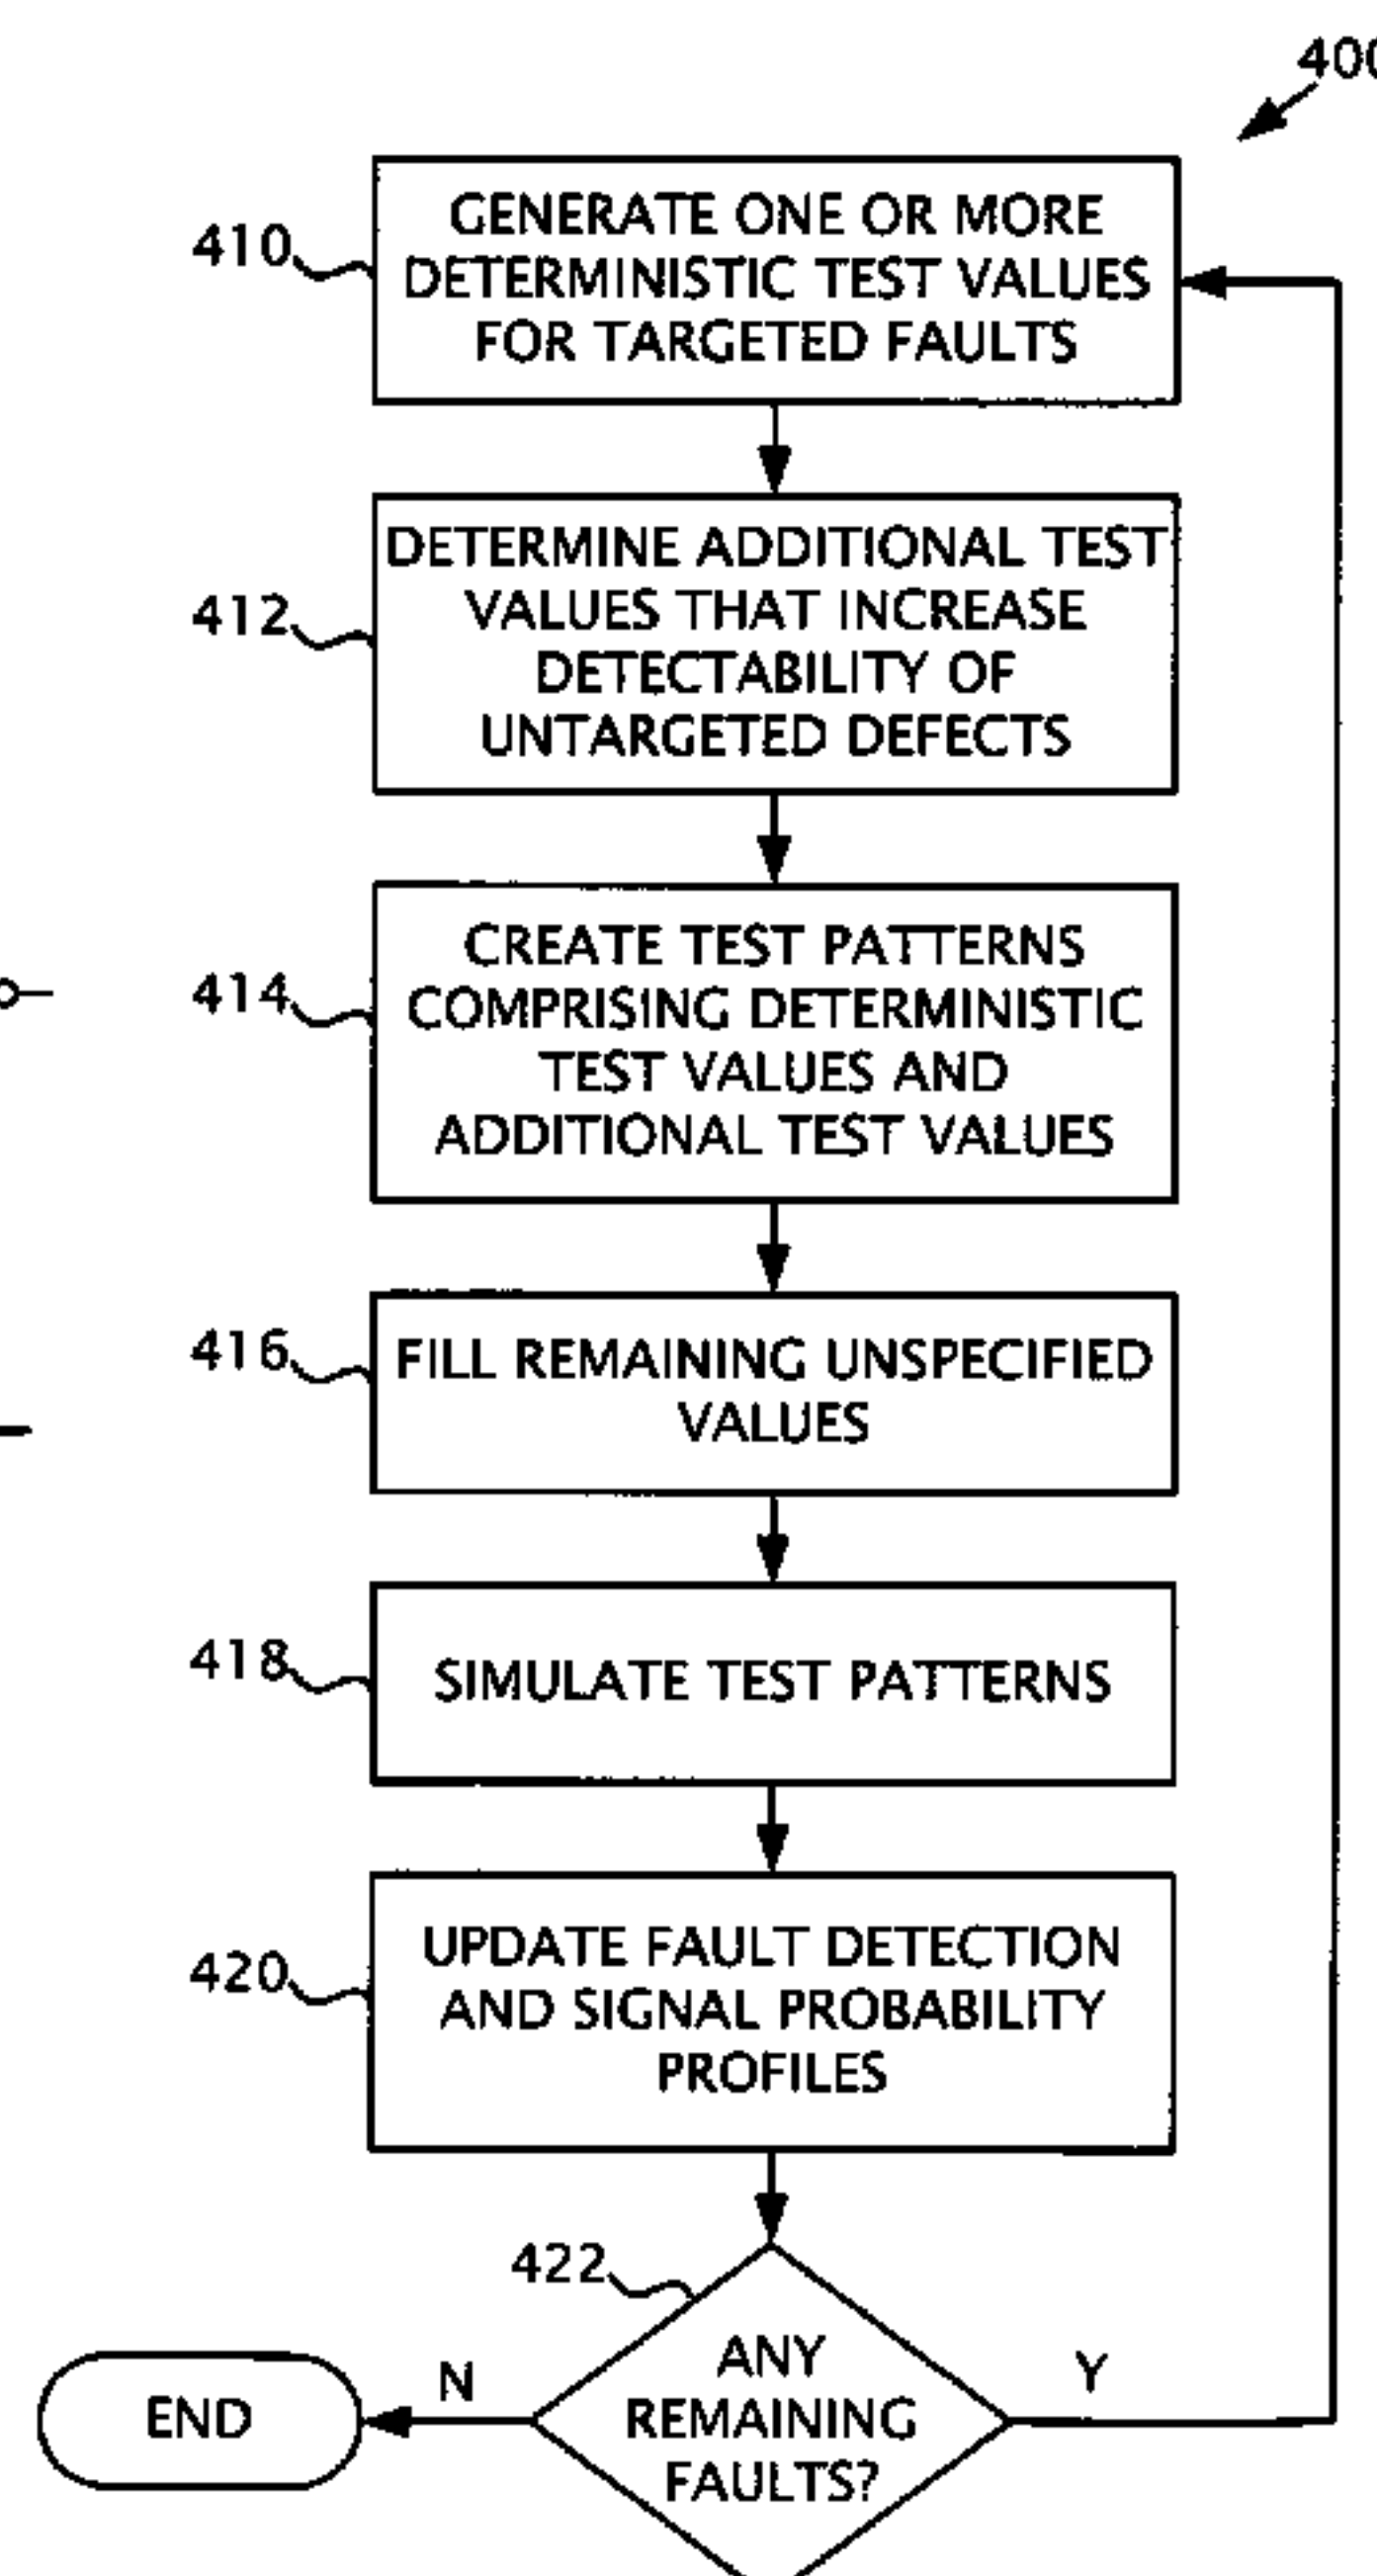 400
410
GENERATE ONE OR MORE
DETERMINISTIC TEST VALUES
FOR TARGETED FAULTS
412
DETERMINE ADDITIONAL TEST
VALUES THAT INCREASE
DETECTABILITY OF
UNTARGETED DEFECTS
414
CREATE TEST PATTERNS
COMPRISING DETERMINISTIC
TEST VALUES AND
ADDITIONAL TEST VALUES
416
FILL REMAINING UNSPECIFIED
VALUES
418
SIMULATE TEST PATTERNS
420
UPDATE FAULT DETECTION
AND SIGNAL PROBABILITY
PROFILES
422
ANY
REMAINING
FAULTS?
N
Y
END